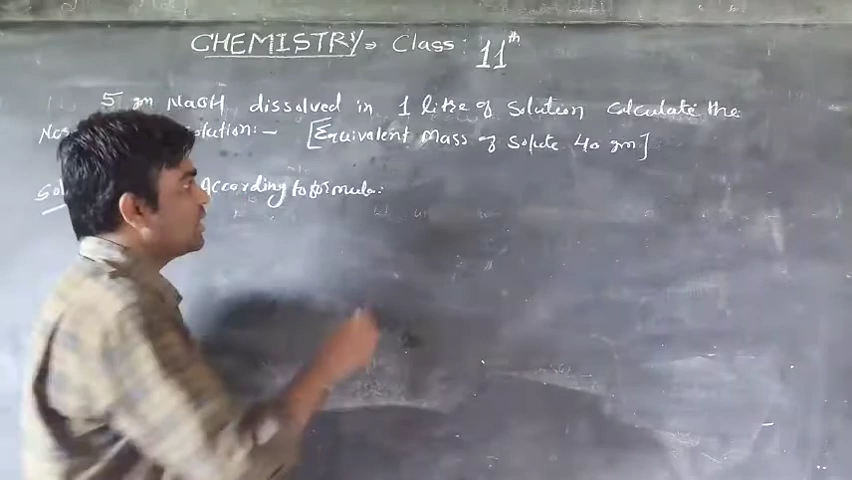 CHEMISTRY⇒ Class: 11th
5 gm NaOH dissolved in 1 litre of solution calculate the
solution:- [Equivalent mass of solute 40 gm]
According to formula: